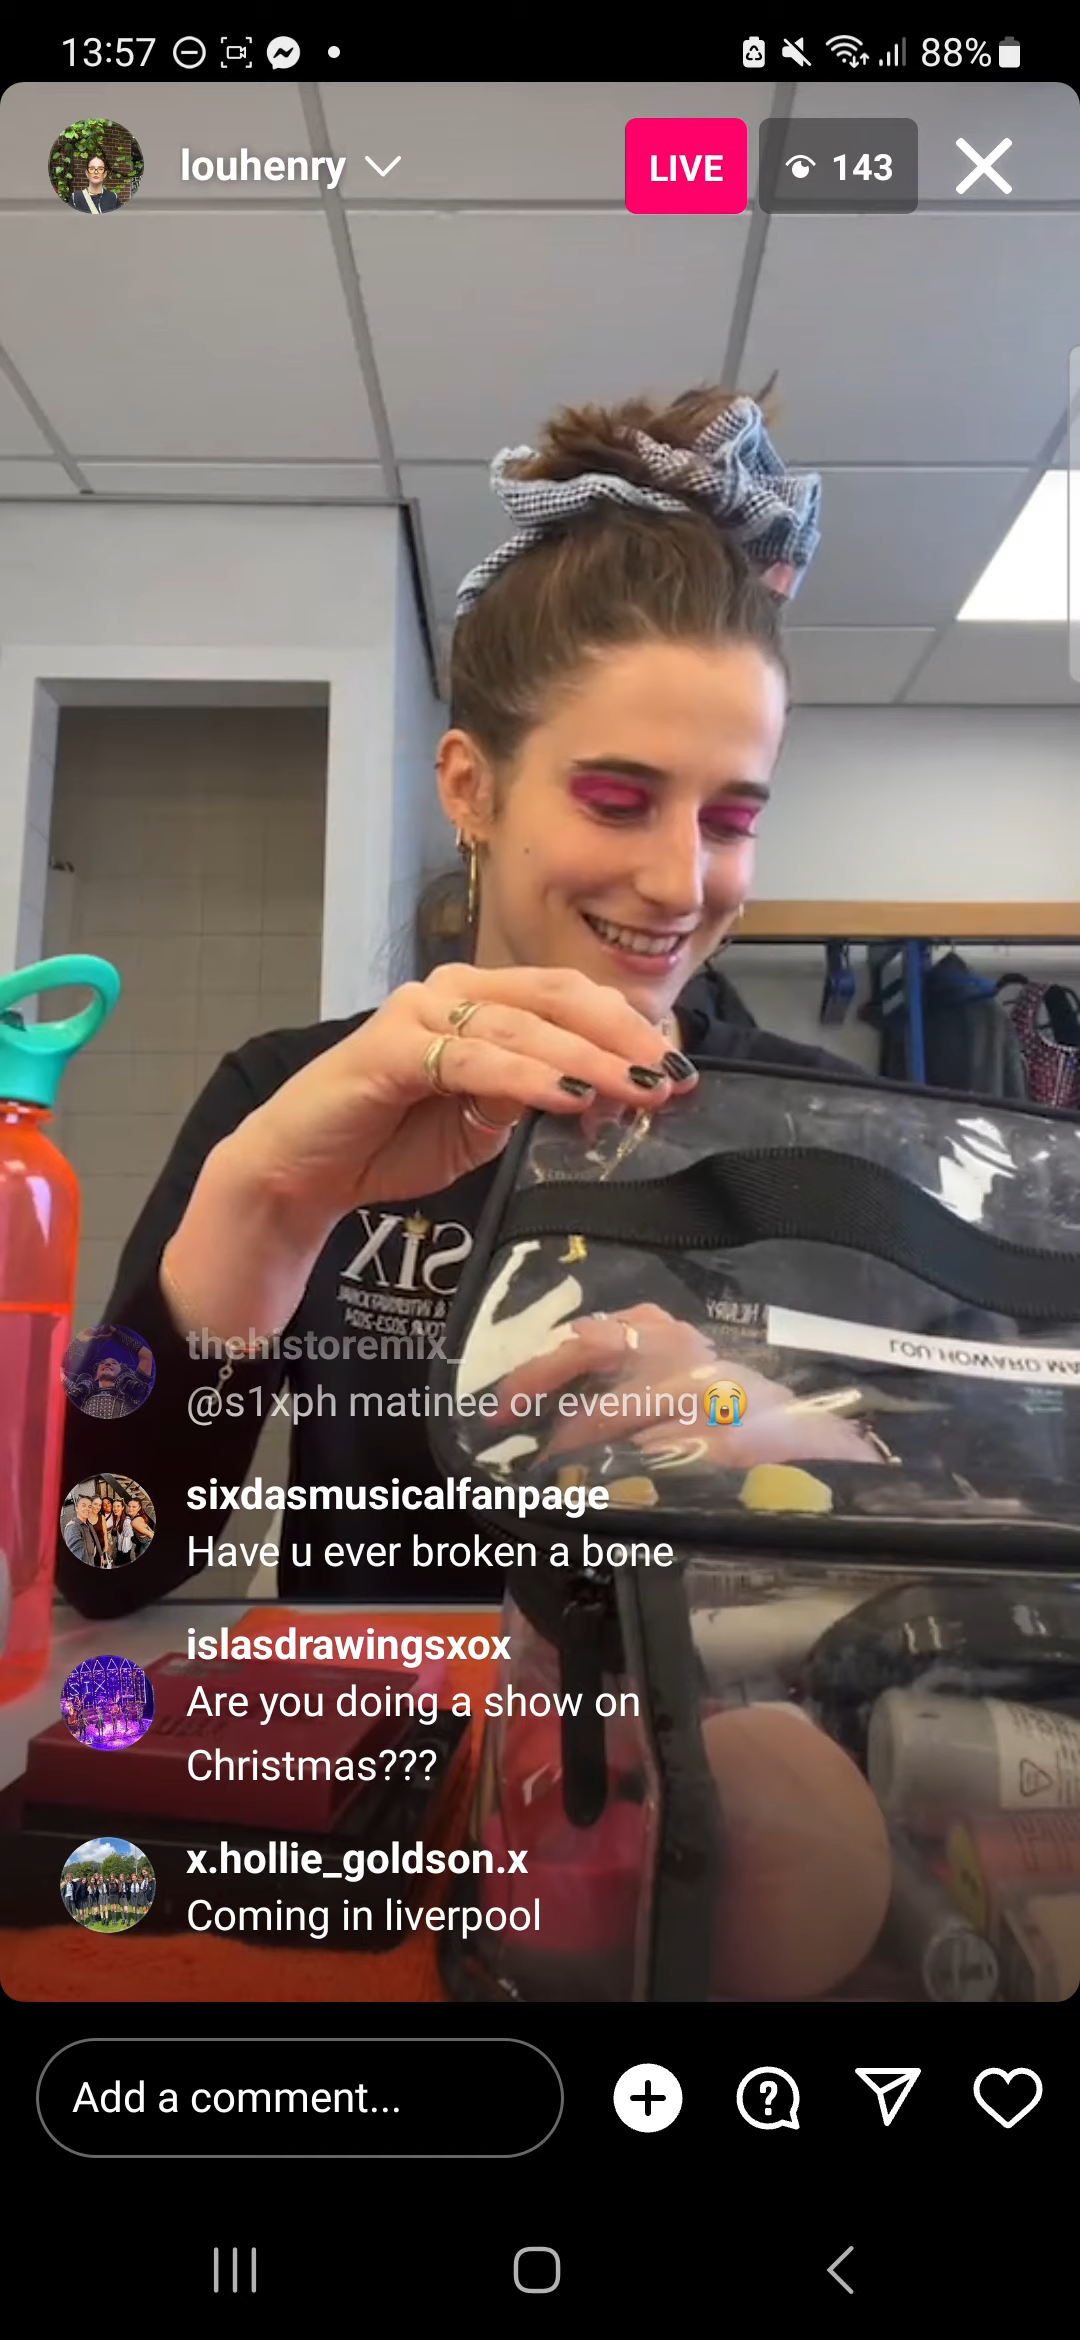 13:57
88%
louhenry
LIVE
143
SIX
thehistoremix_
@s1xph matinee or evening😭
sixdasmusicalfanpage
Have u ever broken a bone
islasdrawingsxox
Are you doing a show on
Christmas???
x.hollie_goldson.x
Coming in liverpool
Add a comment...